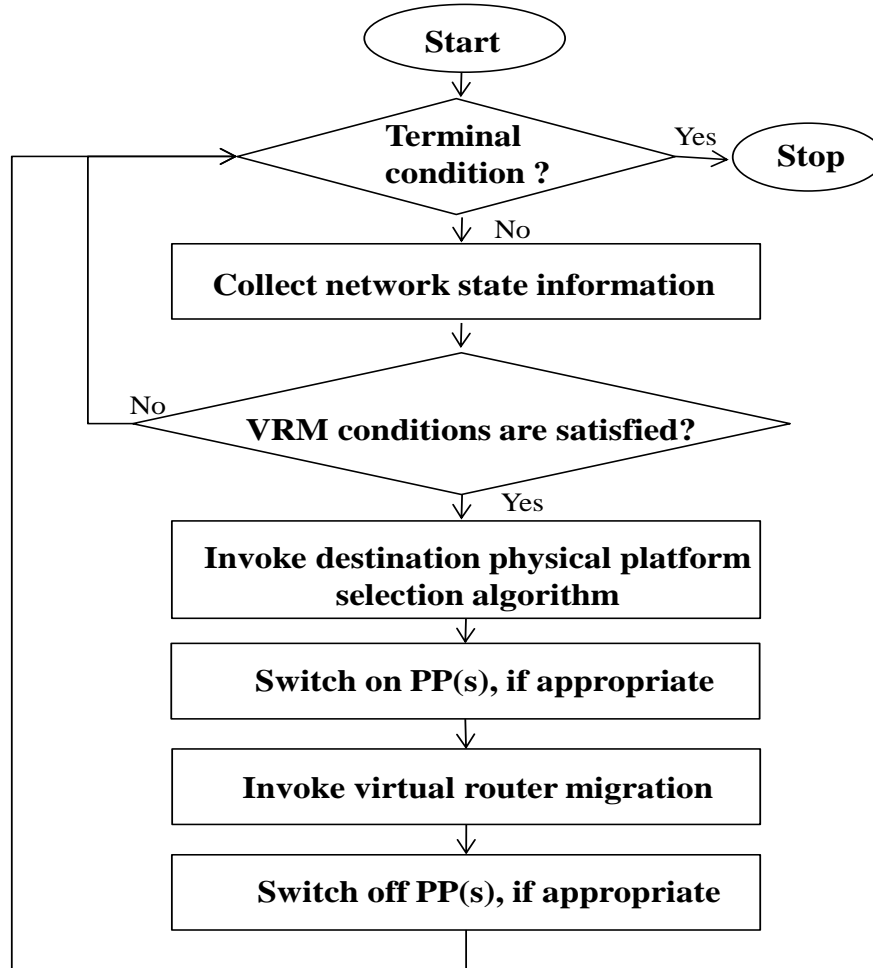 Start
Terminal
condition ?
Yes
Stop
No
Collect network state information
No
VRM conditions are satisfied?
Yes
Invoke destination physical platform
selection algorithm
Switch on PP(s), if appropriate
Invoke virtual router migration
Switch off PP(s), if appropriate